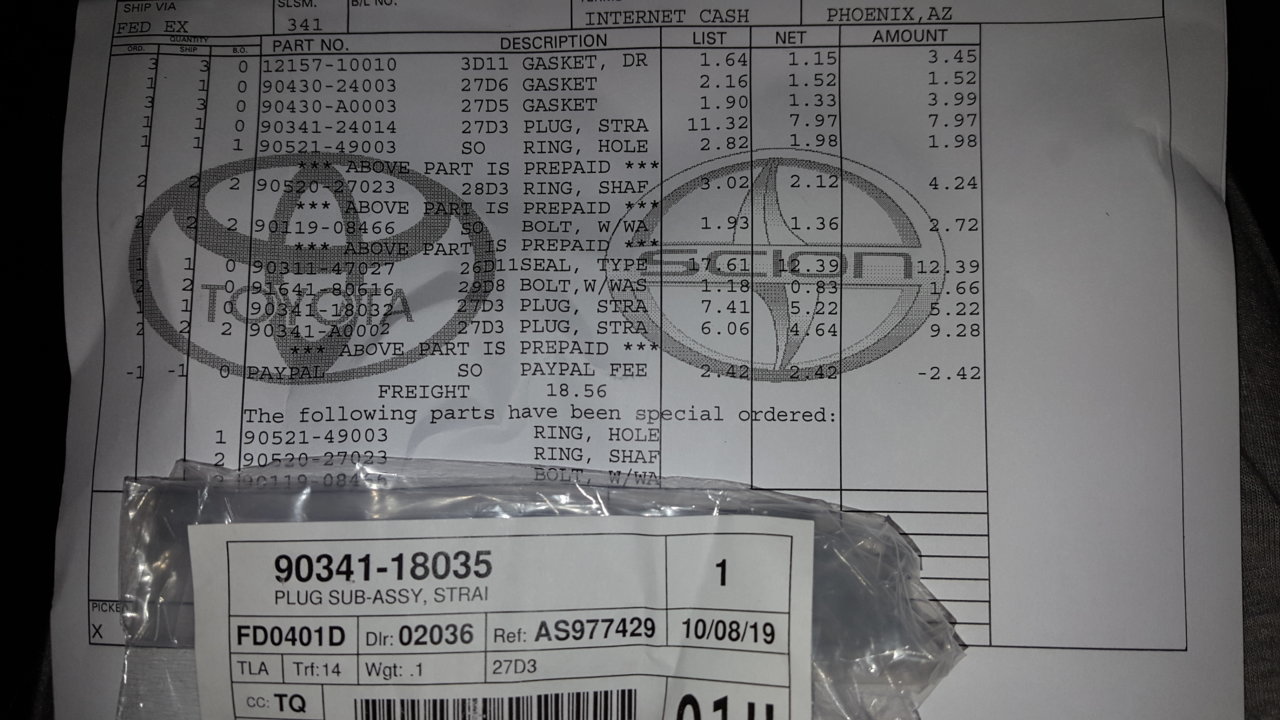 SHIP VIA SLSM. B/L NO.
FED EX 341 INTERNET CASH PHOENIX,AZ
QUANTITY
ORD. SHIP B.O. PART NO. DESCRIPTION LIST NET AMOUNT
3 3 0 12157-10010 3D11 GASKET, DR 1.64 1.15 3.45
1 1 0 90430-24003 27D6 GASKET 2.16 1.52 1.52
3 3 0 90430-A0003 27D5 GASKET 1.90 1.33 3.99
1 1 0 90341-24014 27D3 PLUG, STRA 11.32 7.97 7.97
1 1 1 90521-49003 SO RING, HOLE 2.82 1.98 1.98
*** ABOVE PART IS PREPAID ***
2 2 2 90520-27023 28D3 RING, SHAF 3.02 2.12 4.24
*** ABOVE PART IS PREPAID ***
2 2 2 90119-08466 SO BOLT, W/WA 1.93 1.36 2.72
*** ABOVE PART IS PREPAID ***
1 1 0 90311-47027 26D11SEAL, TYPE 17.61 12.39 12.39
2 2 0 91641-80616 29D8 BOLT,W/WAS 1.18 0.83 1.66
1 1 0 90341-18032 27D3 PLUG, STRA 7.41 5.22 5.22
2 2 2 90341-A0002 27D3 PLUG, STRA 6.06 4.64 9.28
*** ABOVE PART IS PREPAID ***
-1 -1 0 PAYPAL SO PAYPAL FEE 2.42 2.42 -2.42
TOYOTA scion
FREIGHT 18.56
The following parts have been special ordered:
1 90521-49003 RING, HOLE
2 90520-27023 RING, SHAF
2 90119-08466 BOLT, W/WA
X
90341-18035 1
PLUG SUB-ASSY, STRAI
FD0401D Dlr: 02036 Ref: AS977429 10/08/19
TLA Trf:14 Wgt: .1 27D3
CC: TQ